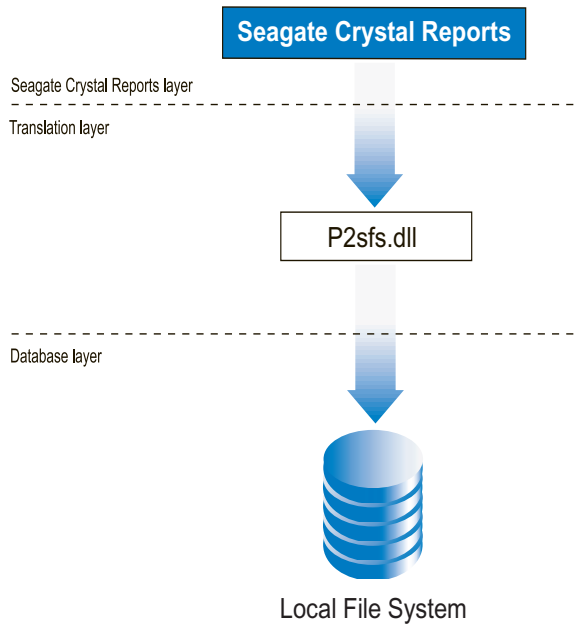 Seagate Crystal Reports
Seagate Crystal Reports layer
Translation layer
P2sfs.dll
Database layer
Local File System